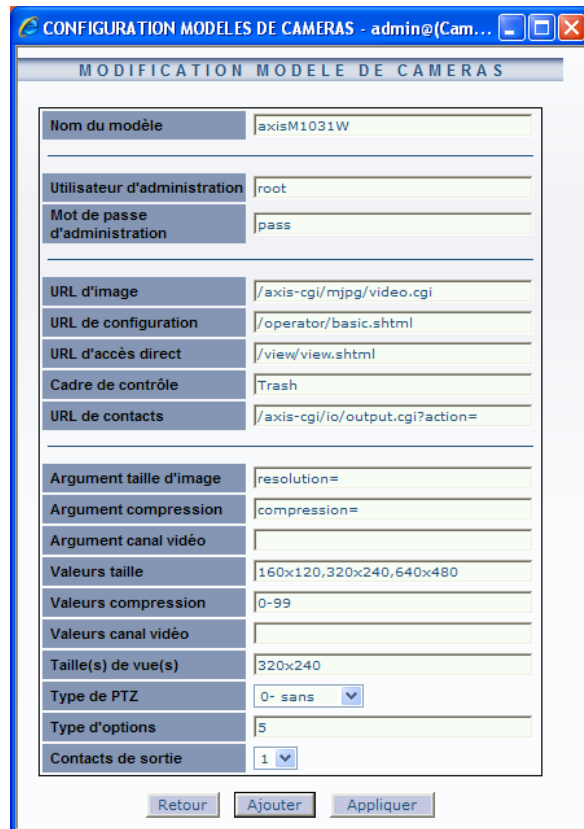 CONFIGURATION MODELES DE CAMERAS - admin@(Cam...
MODIFICATION MODELE DE CAMERAS
Nom du modèle axisM1031W
Utilisateur d'administration root
Mot de passe
d'administration pass
URL d'image /axis-cgi/mjpg/video.cgi
URL de configuration /operator/basic.shtml
URL d'accès direct /view/view.shtml
Cadre de contrôle Trash
URL de contacts /axis-cgi/io/output.cgi?action=
Argument taille d'image resolution=
Argument compression compression=
Argument canal vidéo
Valeurs taille 160x120,320x240,640x480
Valeurs compression 0-99
Valeurs canal vidéo
Taille(s) de vue(s) 320x240
Type de PTZ 0- sans
Type d'options 5
Contacts de sortie 1
Retour Ajouter Appliquer